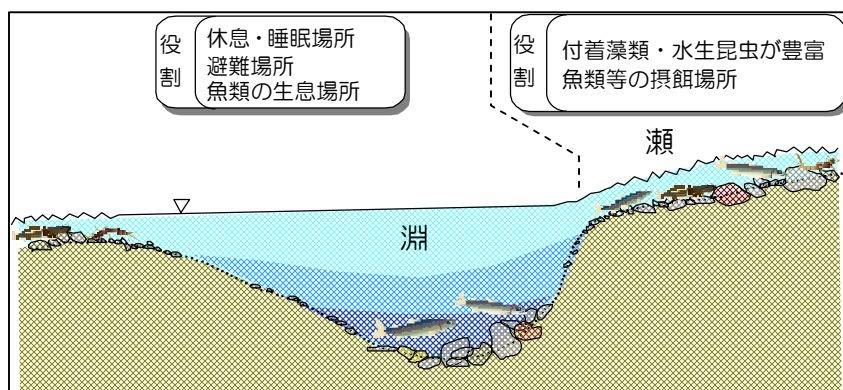 役
割
休息・睡眠場所
避難場所
魚類の生息場所
役
割
付着藻類・水生昆虫が豊富
魚類等の摂餌場所
瀬
淵